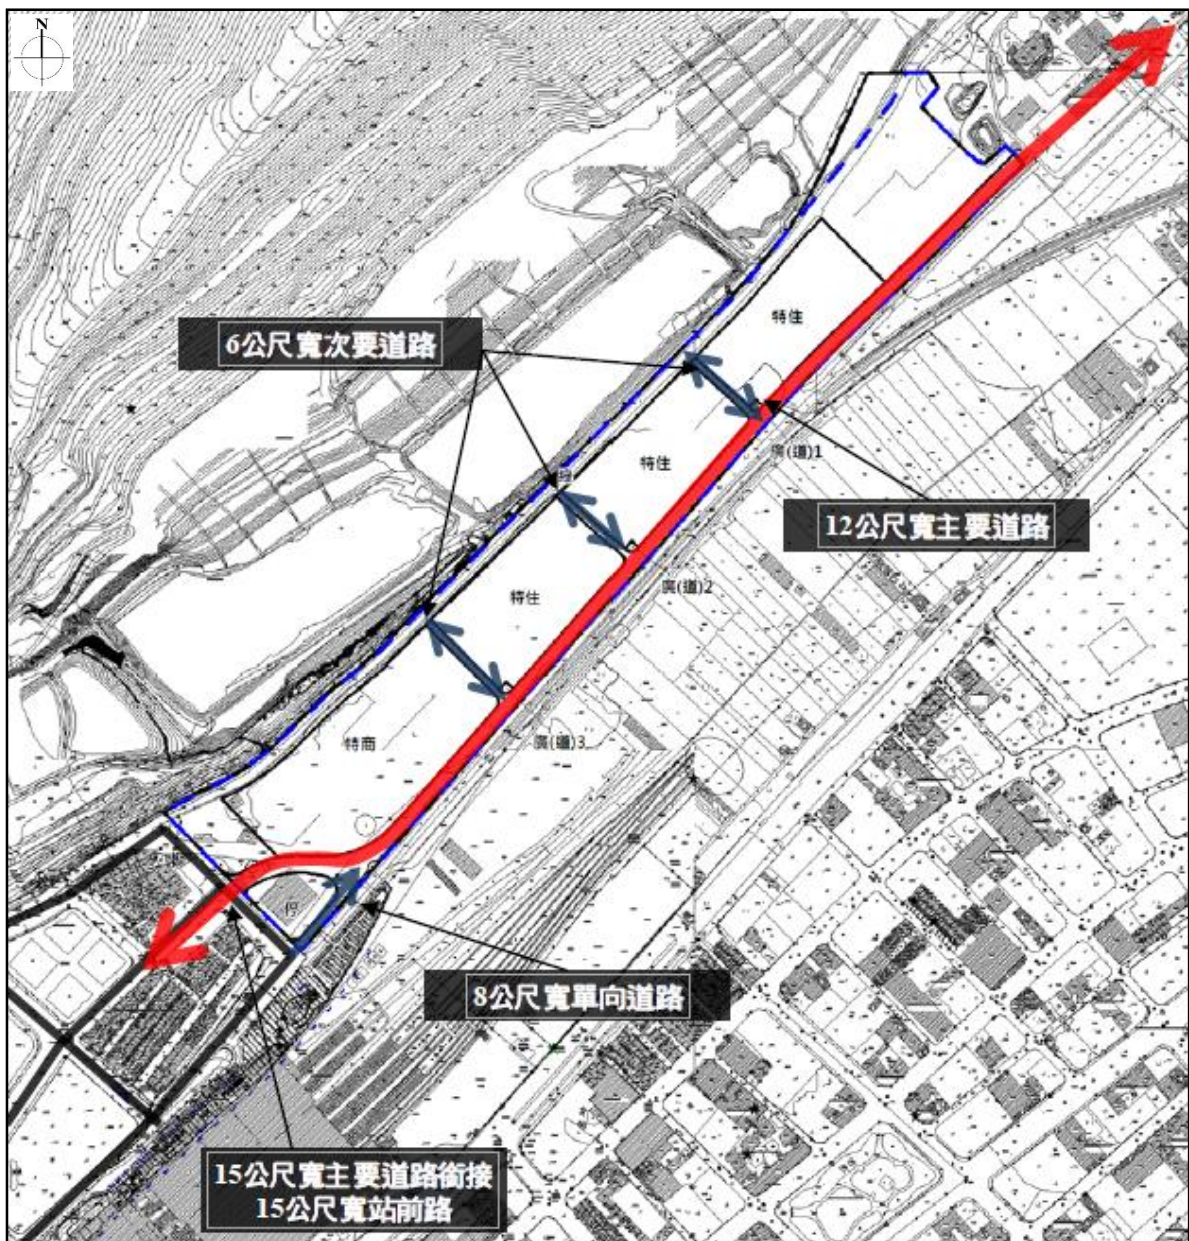 N
特住
6公尺寬次要道路
特住
廣(道)1
12公尺寬主要道路
特住
廣(道)2
特商
廣(道)3
停
8公尺寬單向道路
15公尺寬主要道路銜接
15公尺寬站前路